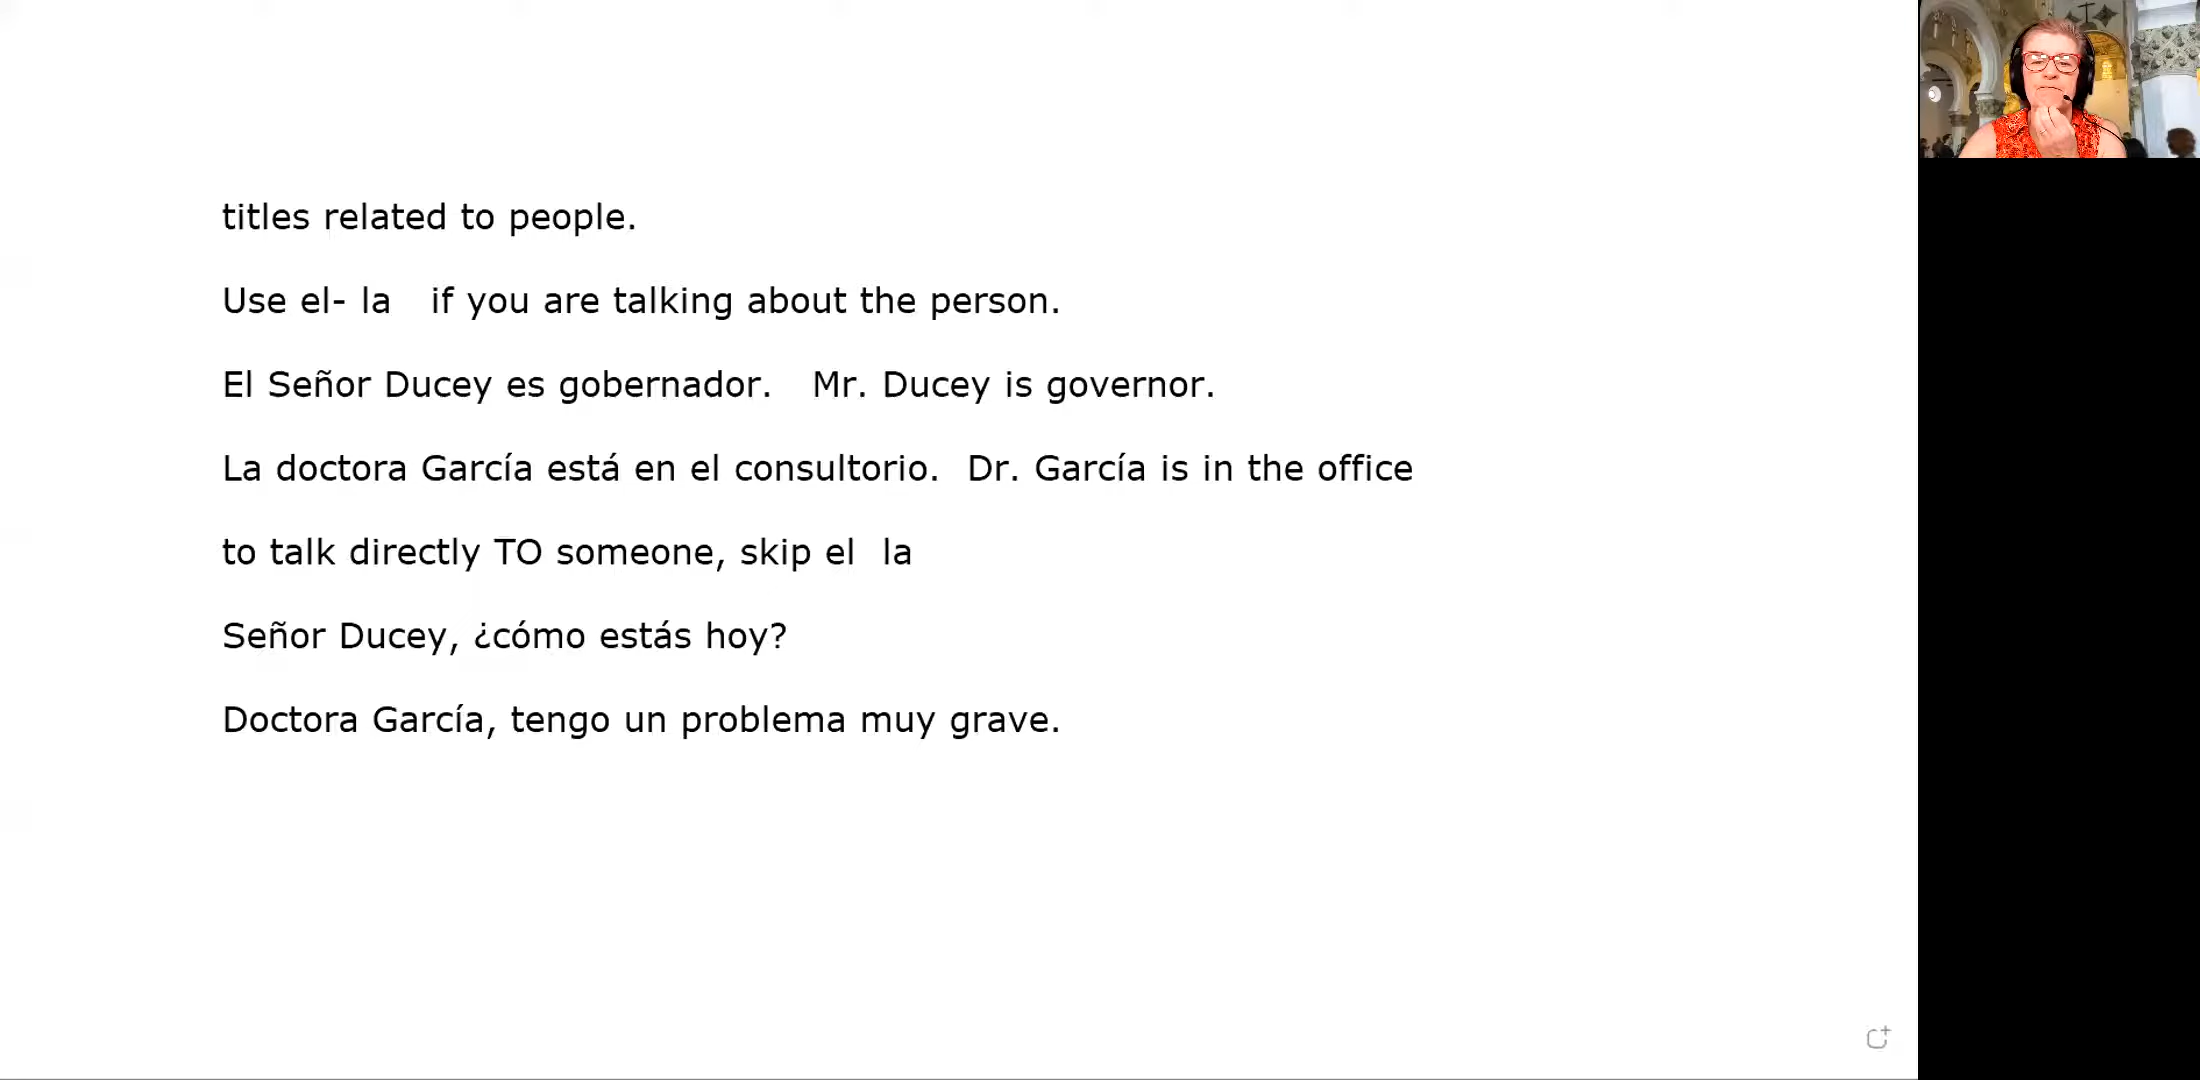 titles related to people.
Use el- la if you are talking about the person.
El Señor Ducey es gobernador. Mr. Ducey is governor.
La doctora García está en el consultorio. Dr. García is in the office
to talk directly TO someone, skip el la
Señor Ducey, ¿cómo estás hoy?
Doctora García, tengo un problema muy grave.